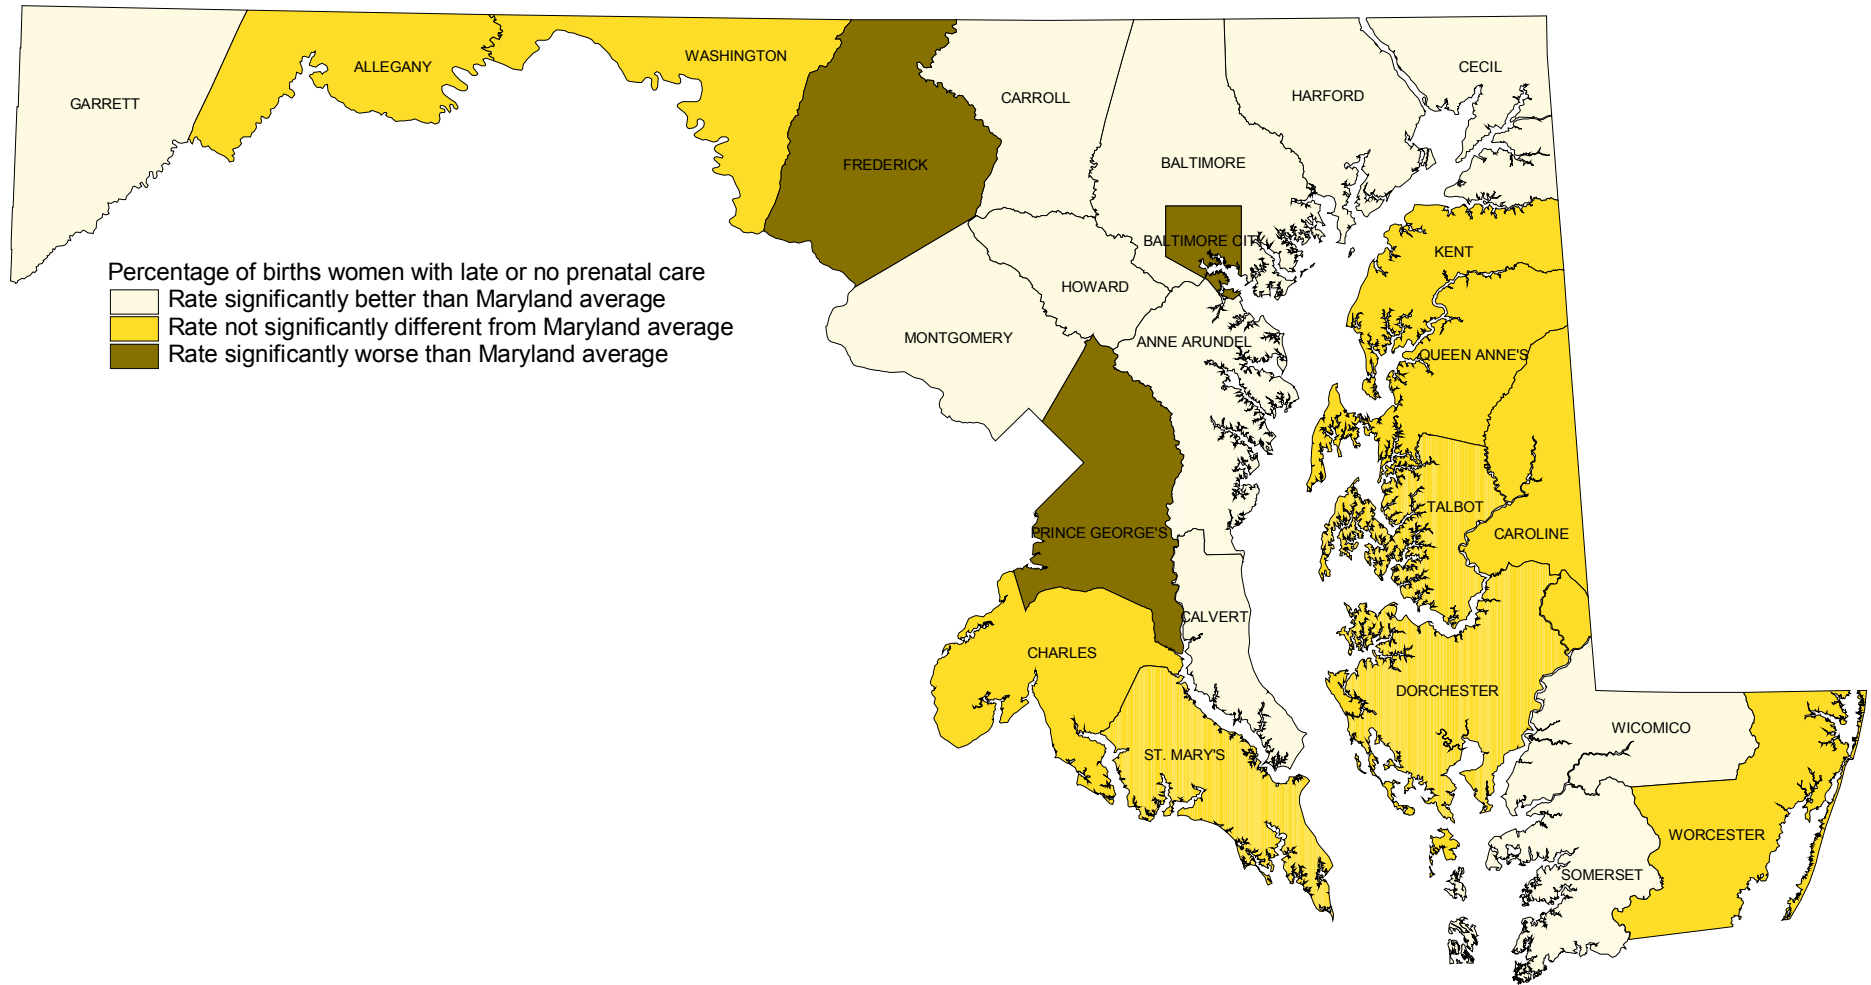 WASHINGTON
ALLEGANY
CECIL
GARRETT
CARROLL
HARFORD
FREDERICK
BALTIMORE
BALTIMORE CITY
KENT
Percentage of births women with late or no prenatal care
Rate significantly better than Maryland average
Rate not significantly different from Maryland average
Rate significantly worse than Maryland average
HOWARD
MONTGOMERY
ANNE ARUNDEL
QUEEN ANNE'S
TALBOT
PRINCE GEORGE'S
CAROLINE
CALVERT
CHARLES
DORCHESTER
WICOMICO
ST. MARY'S
WORCESTER
SOMERSET